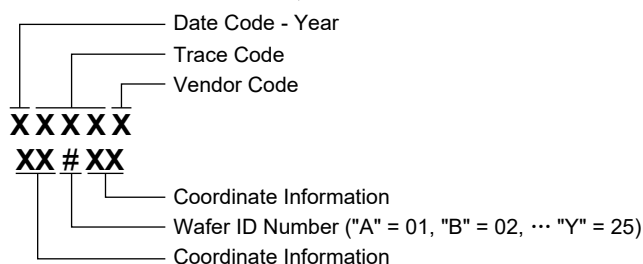 Date Code - Year
Trace Code
Vendor Code
XXXXX
XX # XX
Coordinate Information
Wafer ID Number ("A" = 01, "B" = 02, ··· "Y" = 25)
Coordinate Information